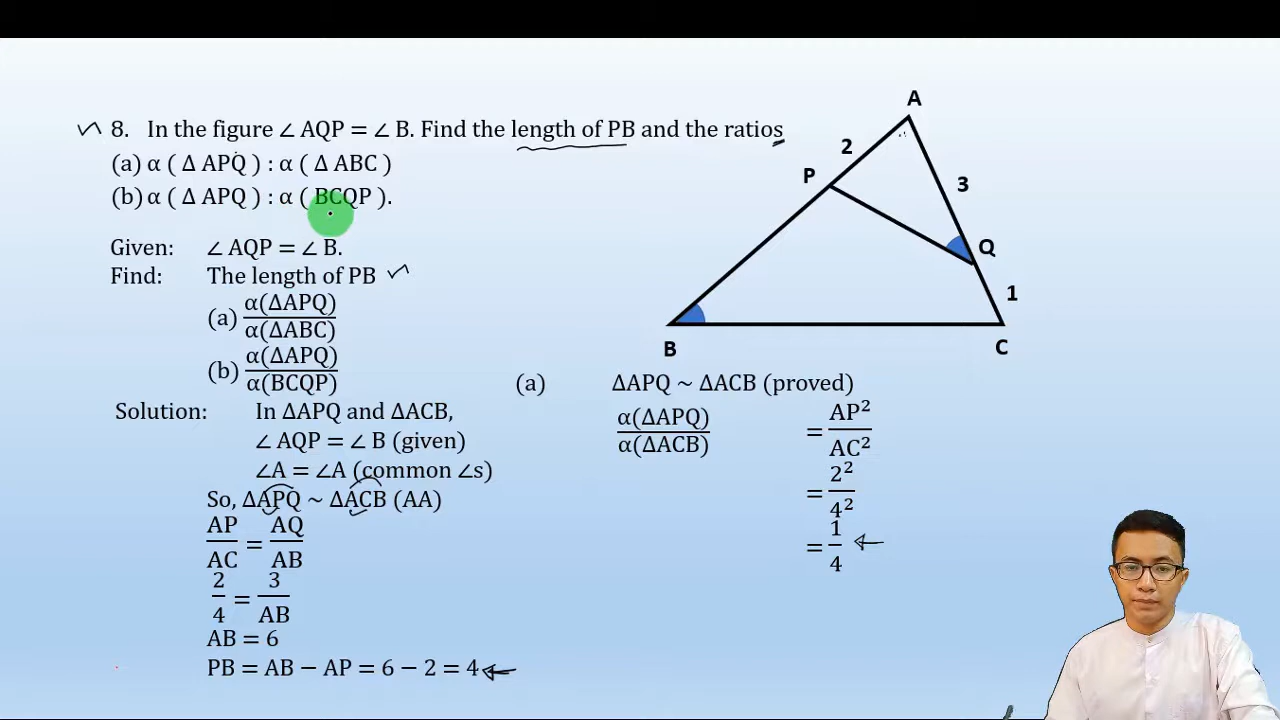 8. In the figure ∠ AQP = ∠ B. Find the length of PB and the ratios
(a) α ( Δ APQ ) : α ( Δ ABC )
(b) α ( Δ APQ ) : α ( BCQP ).
Given: ∠ AQP = ∠ B.
Find: The length of PB
(a) α(ΔAPQ)/α(ΔABC)
(b) α(ΔAPQ)/α(BCQP)
Solution: In ΔAPQ and ΔACB,
∠ AQP = ∠ B (given)
∠A = ∠A (common ∠s)
So, ΔAPQ ~ ΔACB (AA)
AP/AC = AQ/AB
2/4 = 3/AB
AB = 6
PB = AB − AP = 6 − 2 = 4
A
2
P
3
Q
1
B
C
(a) ΔAPQ ~ ΔACB (proved)
α(ΔAPQ)/α(ΔACB) = AP²/AC²
= 2²/4²
= 1/4